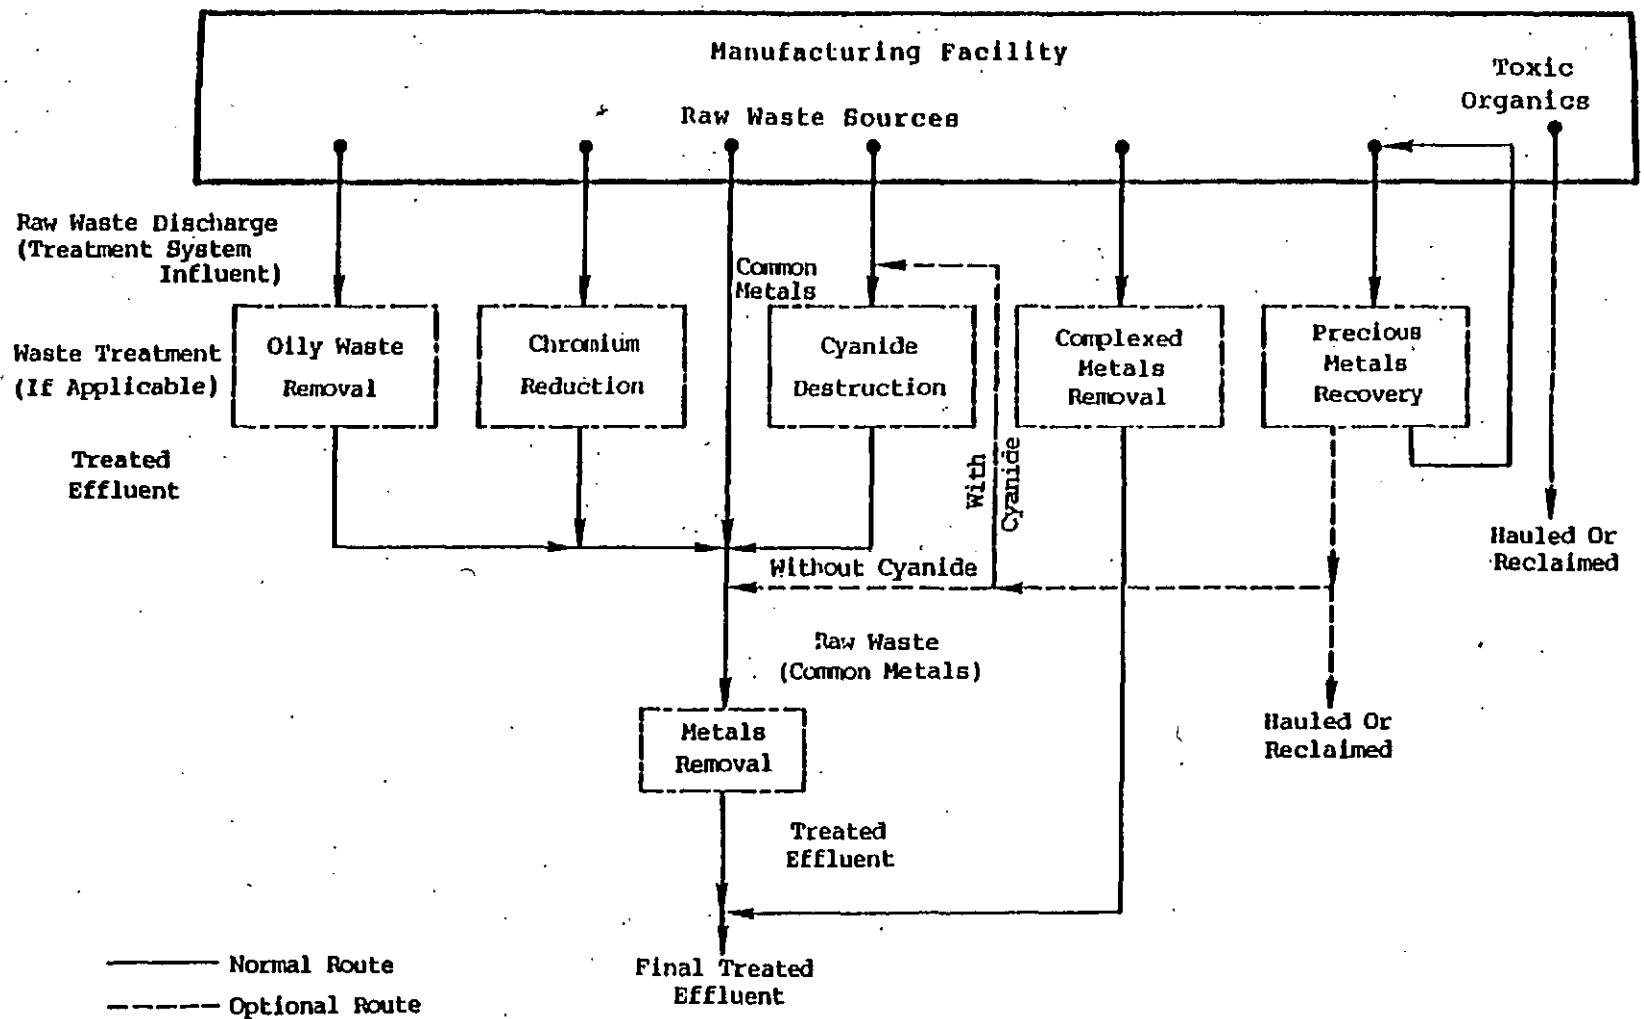 Manufacturing Facility
Toxic
Organics
Raw Waste Sources
Raw Waste Discharge
(Treatment System
Influent)
Common
Metals
Waste Treatment
(If Applicable)
Oily Waste
Removal
Chromium
Reduction
Cyanide
Destruction
Complexed
Metals
Removal
Precious
Metals
Recovery
Treated
Effluent
With
Cyanide
Hauled Or
Reclaimed
Without Cyanide
Raw Waste
(Common Metals)
Hauled Or
Reclaimed
Metals
Removal
Treated
Effluent
Normal Route
Optional Route
Final Treated
Effluent